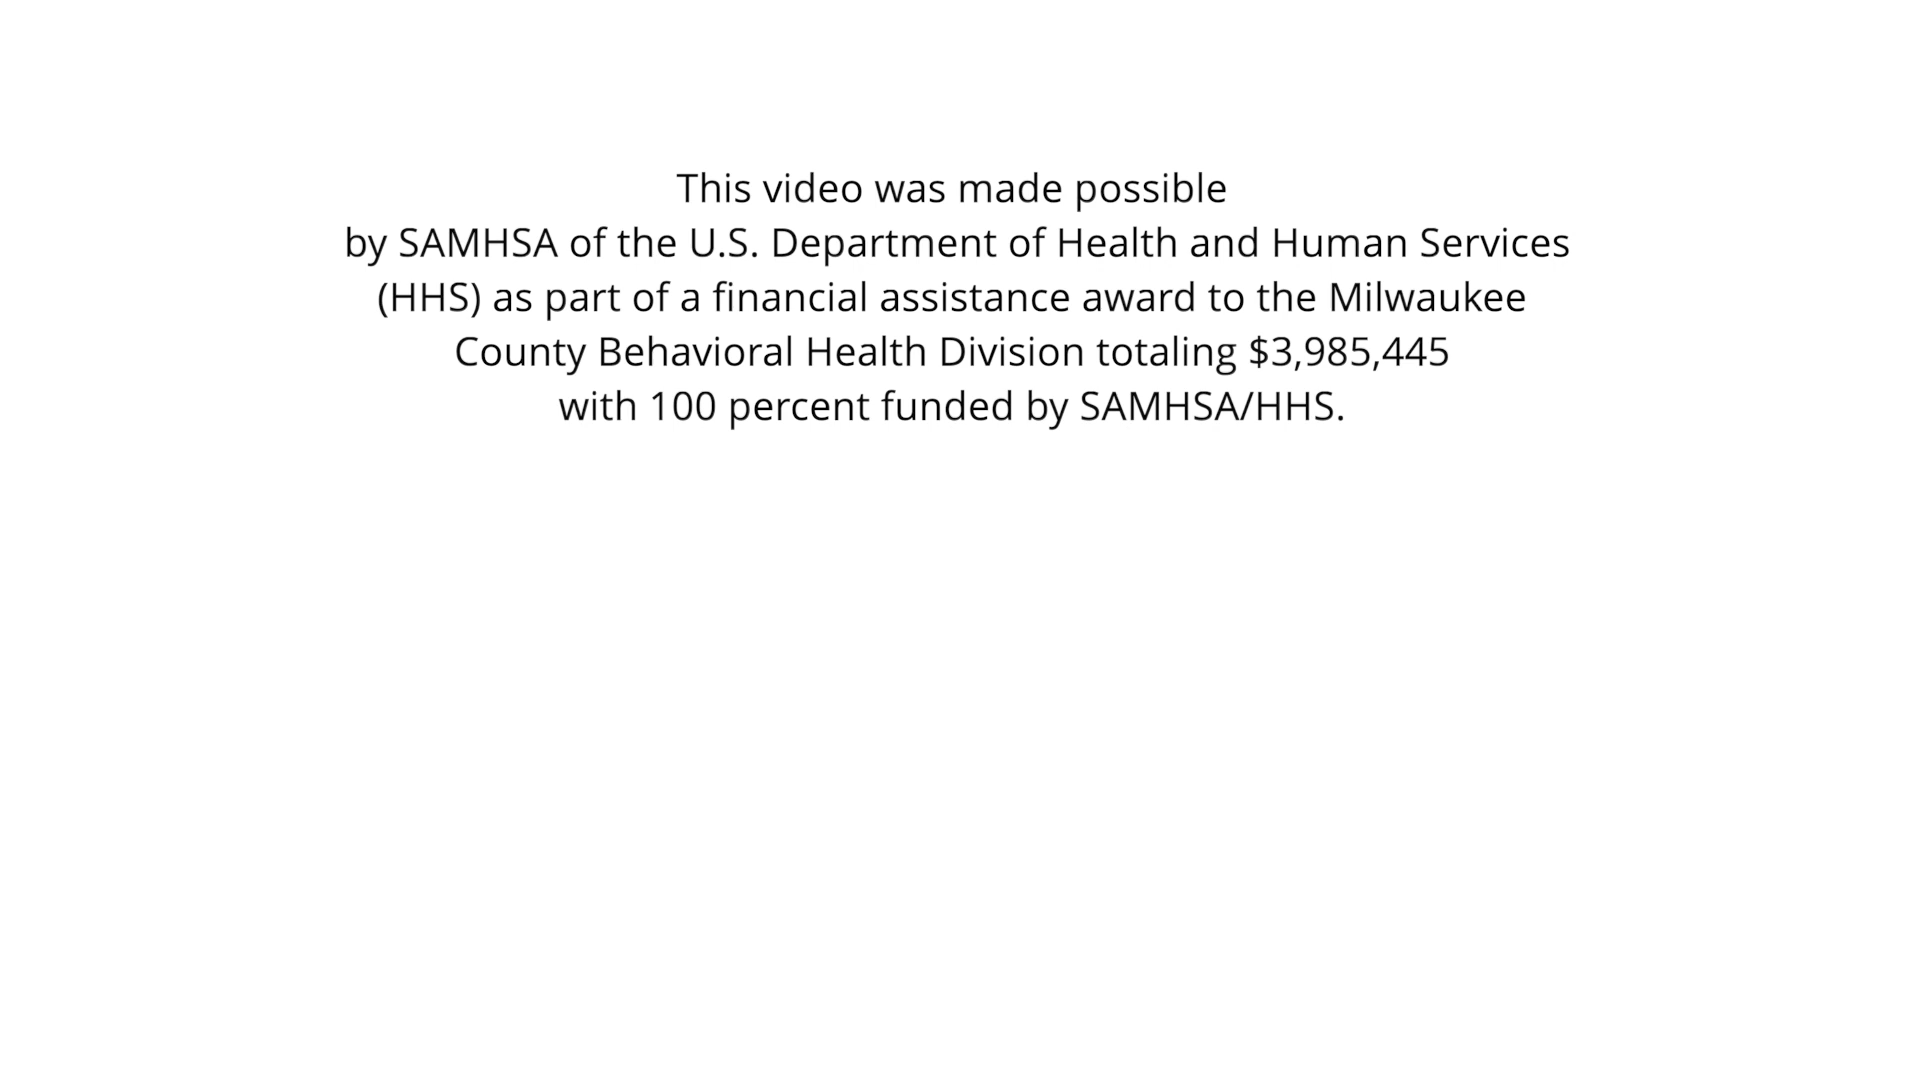 This video was made possible
by SAMHSA of the U.S. Department of Health and Human Services
(HHS) as part of a financial assistance award to the Milwaukee
County Behavioral Health Division totaling $3,985,445
with 100 percent funded by SAMHSA/HHS.